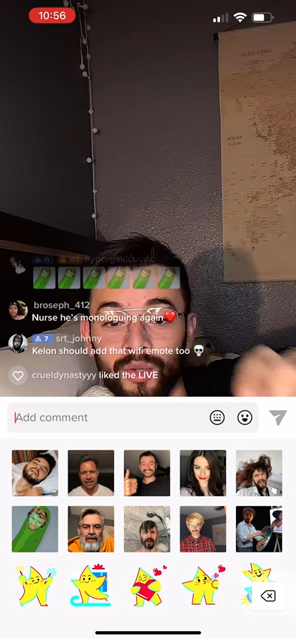 10:56
broseph_412
Nurse he's monologuing again❤️
7 srt_johnny
Kelon should add that wifi emote too 💀
crueldynastyyy liked the LIVE
Add comment